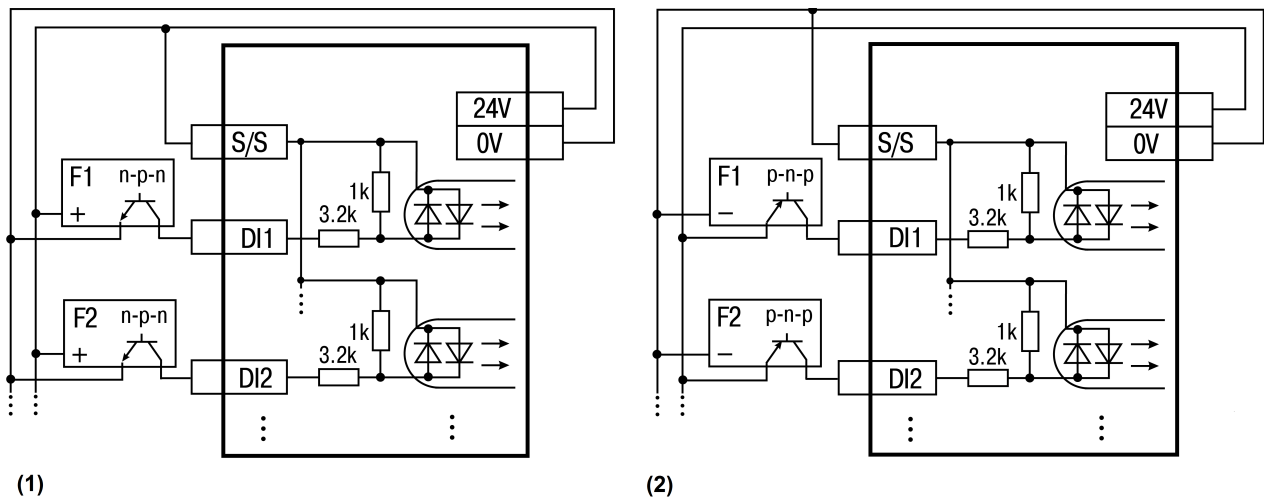 24V
0V
S/S
F1 n-p-n
+
1k
3.2k
DI1
F2 n-p-n
+
1k
3.2k
DI2
(1)
24V
0V
S/S
F1 p-n-p
−
1k
3.2k
DI1
F2 p-n-p
−
1k
3.2k
DI2
(2)